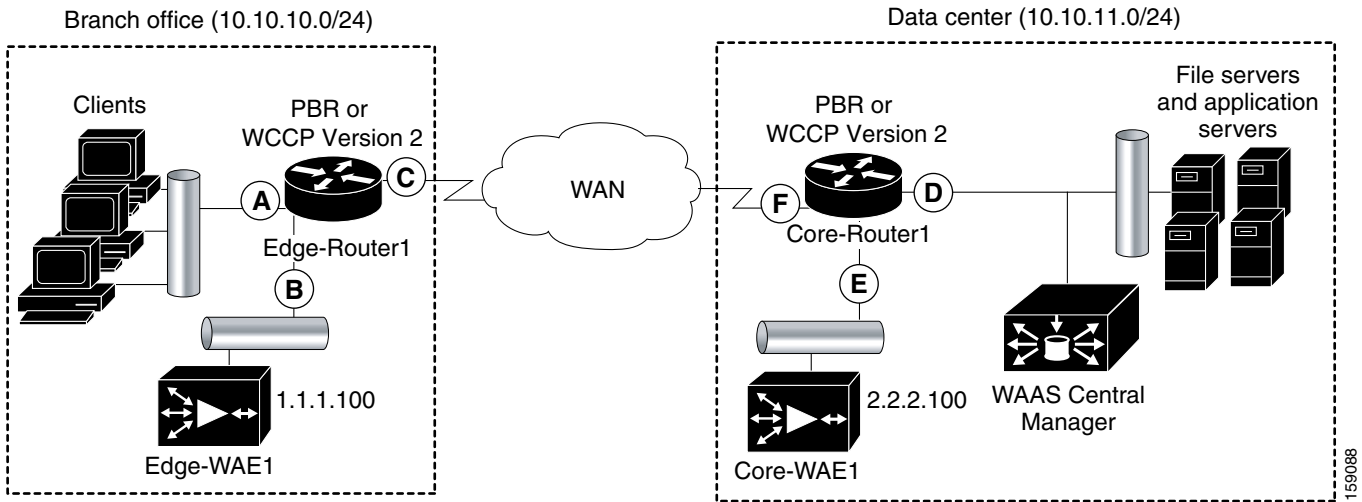 Branch office (10.10.10.0/24)
Data center (10.10.11.0/24)
Clients
PBR or
WCCP Version 2
A
C
Edge-Router1
B
1.1.1.100
Edge-WAE1
WAN
PBR or
WCCP Version 2
F
D
Core-Router1
E
2.2.2.100
Core-WAE1
File servers
and application
servers
WAAS Central
Manager
159088